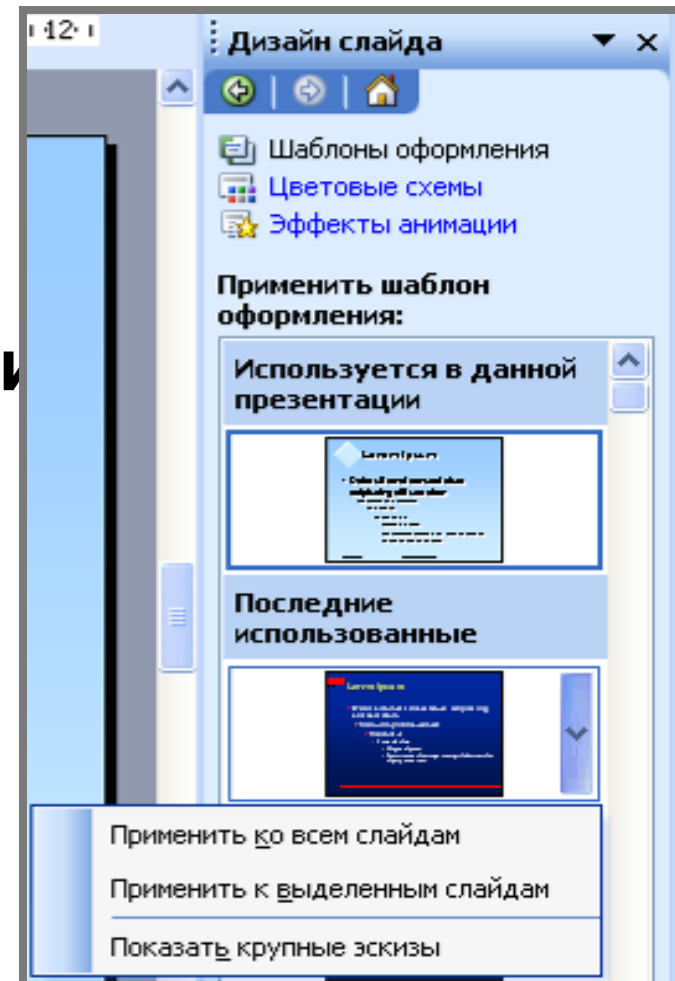 12
Дизайн слайда
Шаблоны оформления
Цветовые схемы
Эффекты анимации
Применить шаблон
оформления:
и
Используется в данной
презентации
Последние
использованные
Применить ко всем слайдам
Применить к выделенным слайдам
Показать крупные эскизы